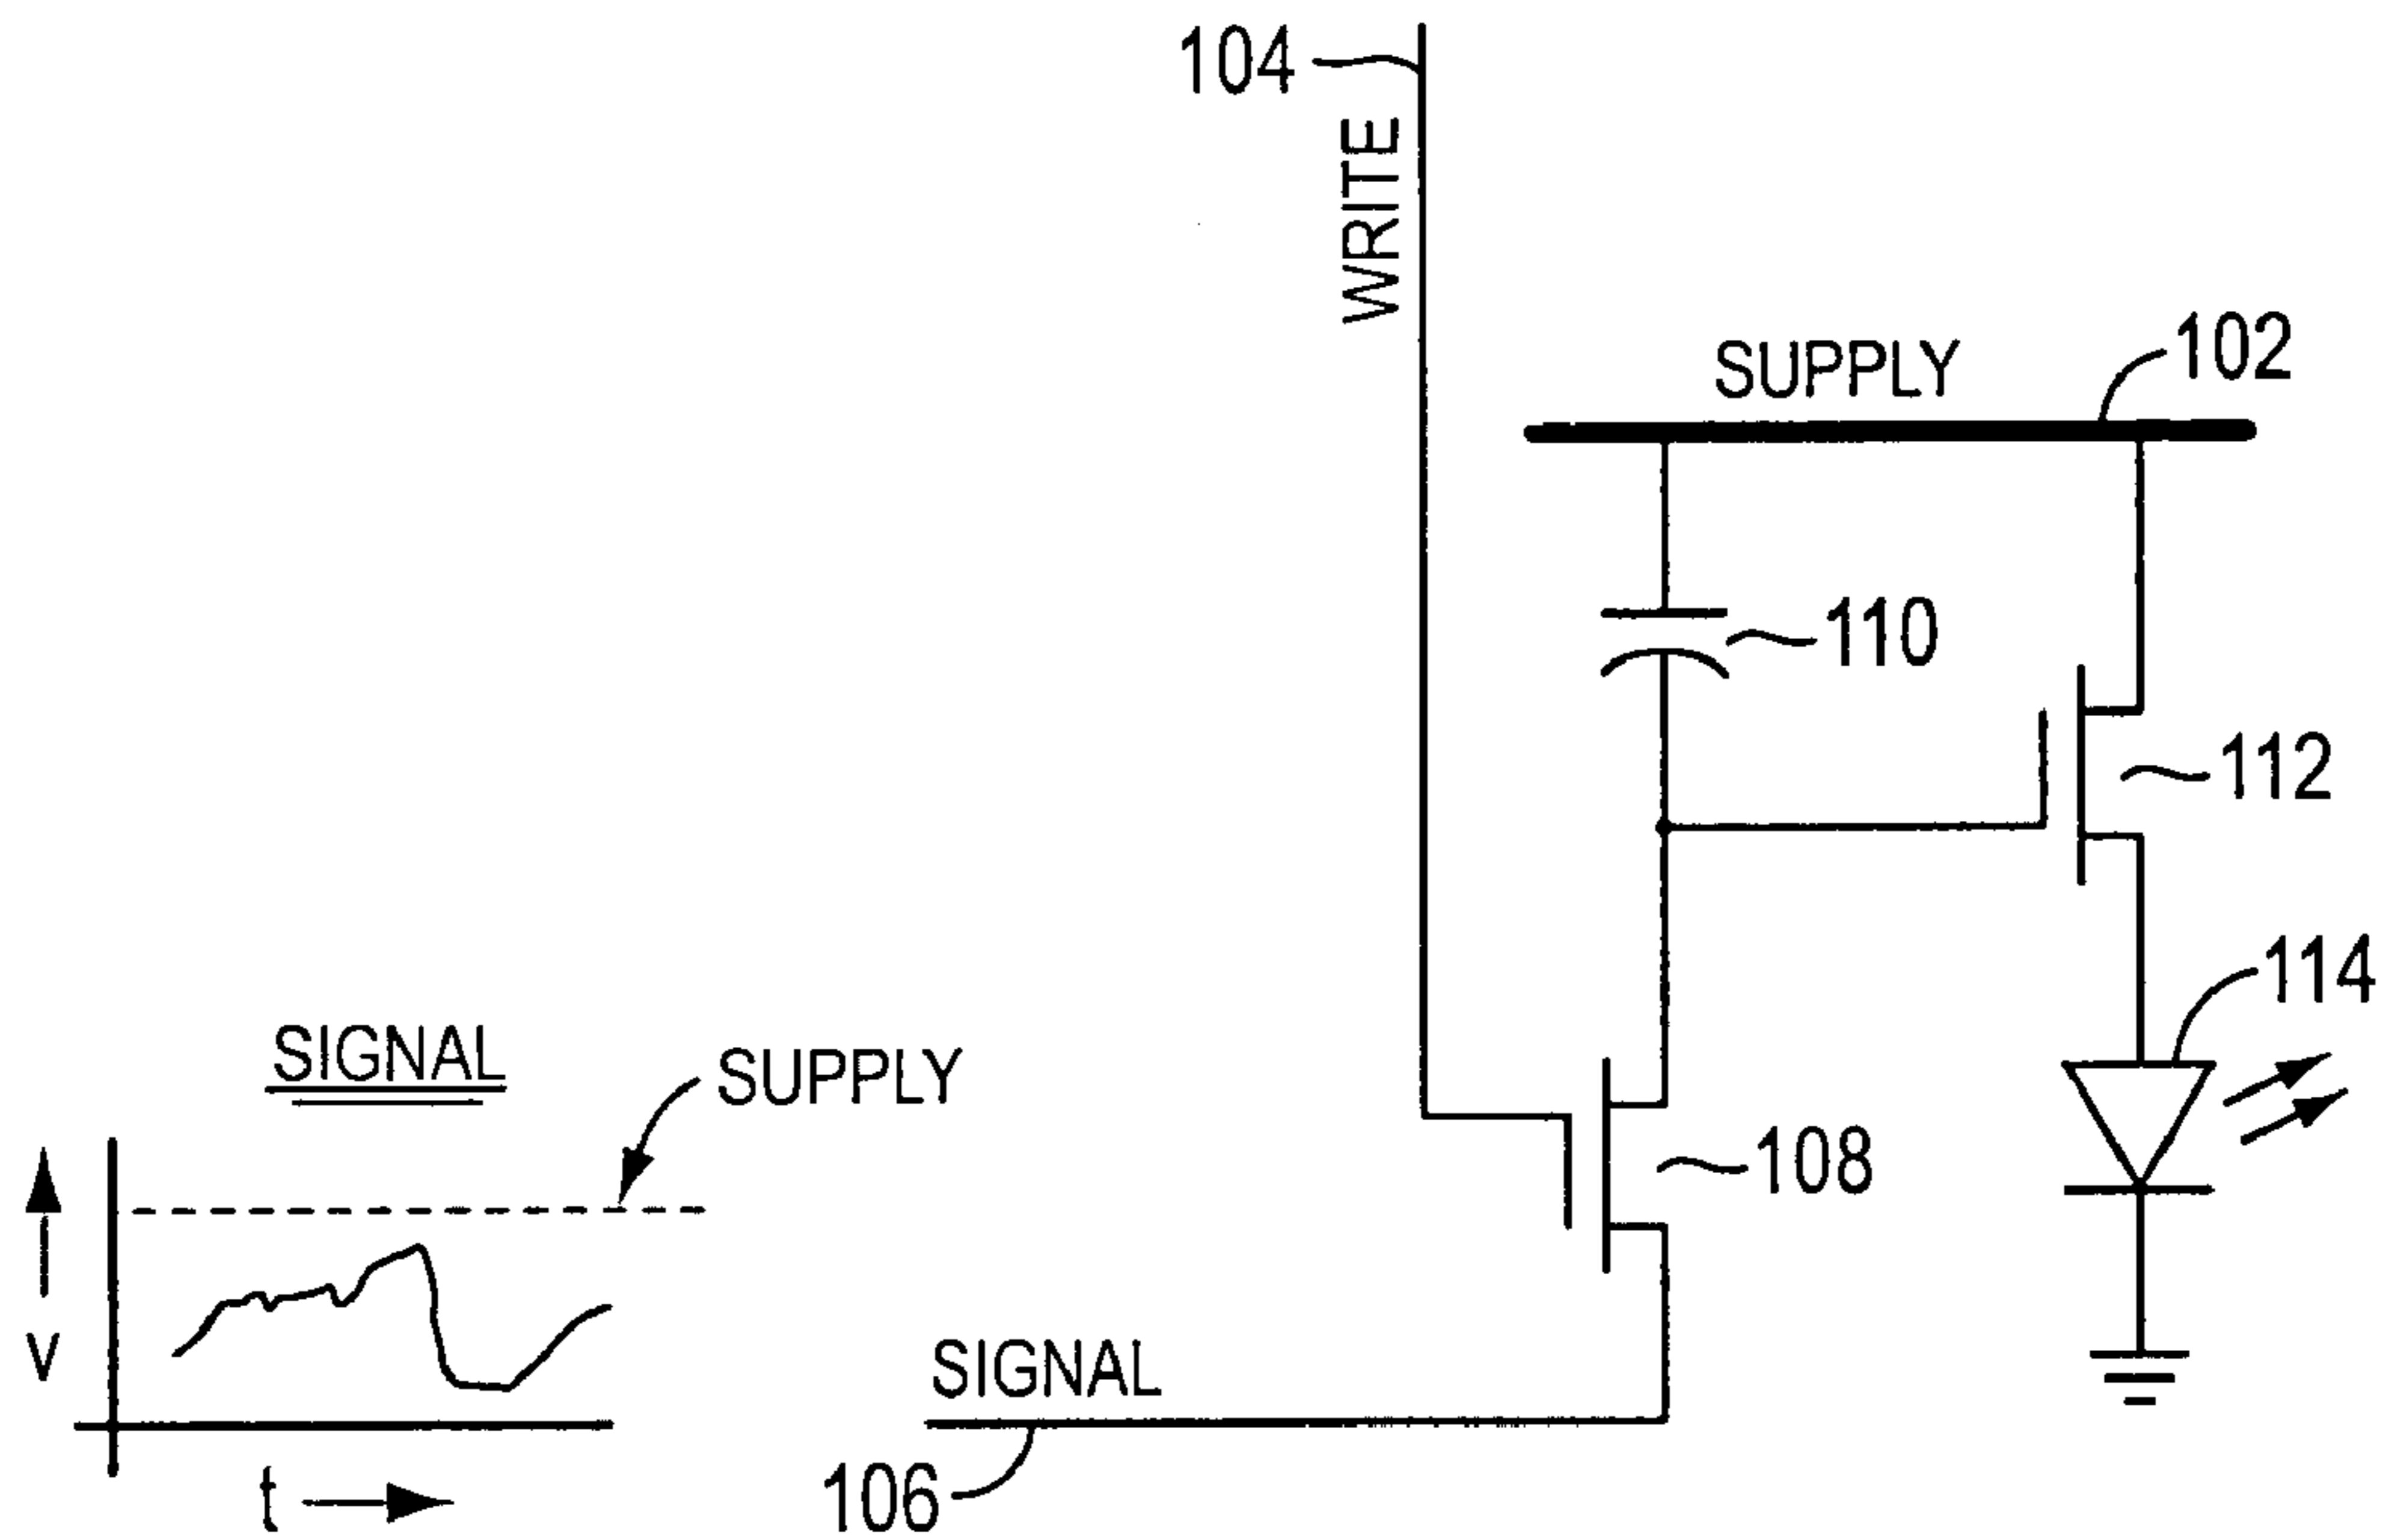 104
WRITE
SUPPLY
102
110
112
114
108
SIGNAL
SUPPLY
V
t
SIGNAL
106